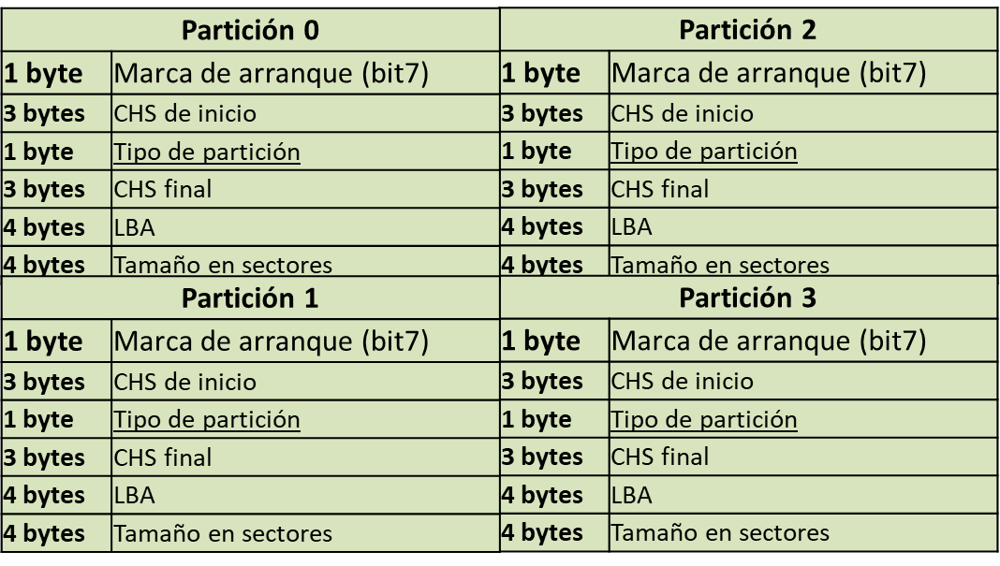 Partición 0
1 byte Marca de arranque (bit7)
3 bytes CHS de inicio
1 byte Tipo de partición
3 bytes CHS final
4 bytes LBA
4 bytes Tamaño en sectores
Partición 1
1 byte Marca de arranque (bit7)
3 bytes CHS de inicio
1 byte Tipo de partición
3 bytes CHS final
4 bytes LBA
4 bytes Tamaño en sectores
Partición 2
1 byte Marca de arranque (bit7)
3 bytes CHS de inicio
1 byte Tipo de partición
3 bytes CHS final
4 bytes LBA
4 bytes Tamaño en sectores
Partición 3
1 byte Marca de arranque (bit7)
3 bytes CHS de inicio
1 byte Tipo de partición
3 bytes CHS final
4 bytes LBA
4 bytes Tamaño en sectores